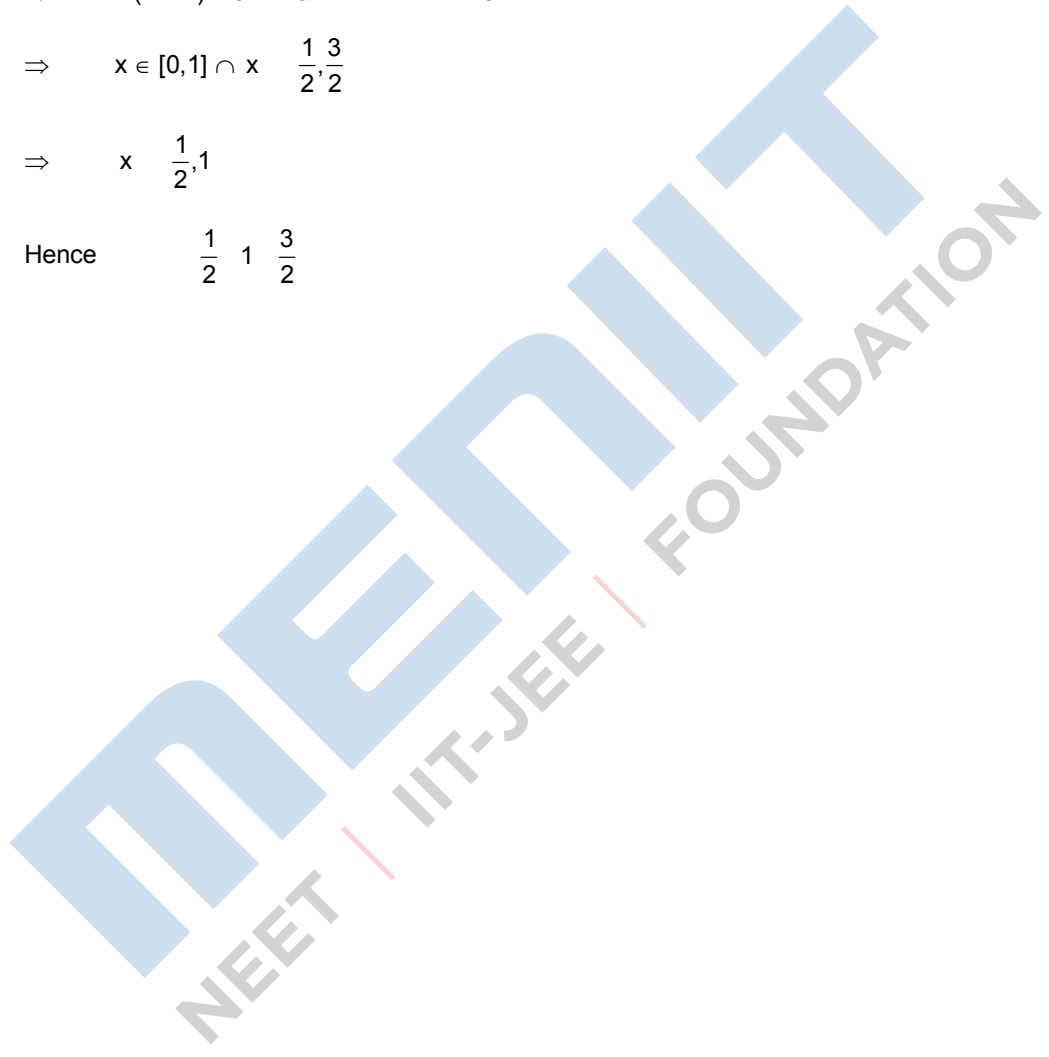 ⇒ x ∈ [0,1] ∩ x 1/2,3/2
⇒ x 1/2,1
Hence 1/2 1 3/2
MENIIT
NEET | IIT-JEE | FOUNDATION